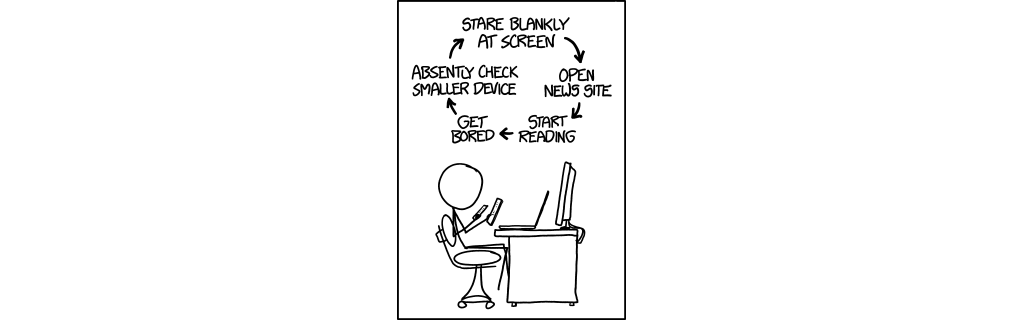 STARE BLANKLY
AT SCREEN
OPEN
NEWS SITE
START
READING
GET
BORED
ABSENTLY CHECK
SMALLER DEVICE